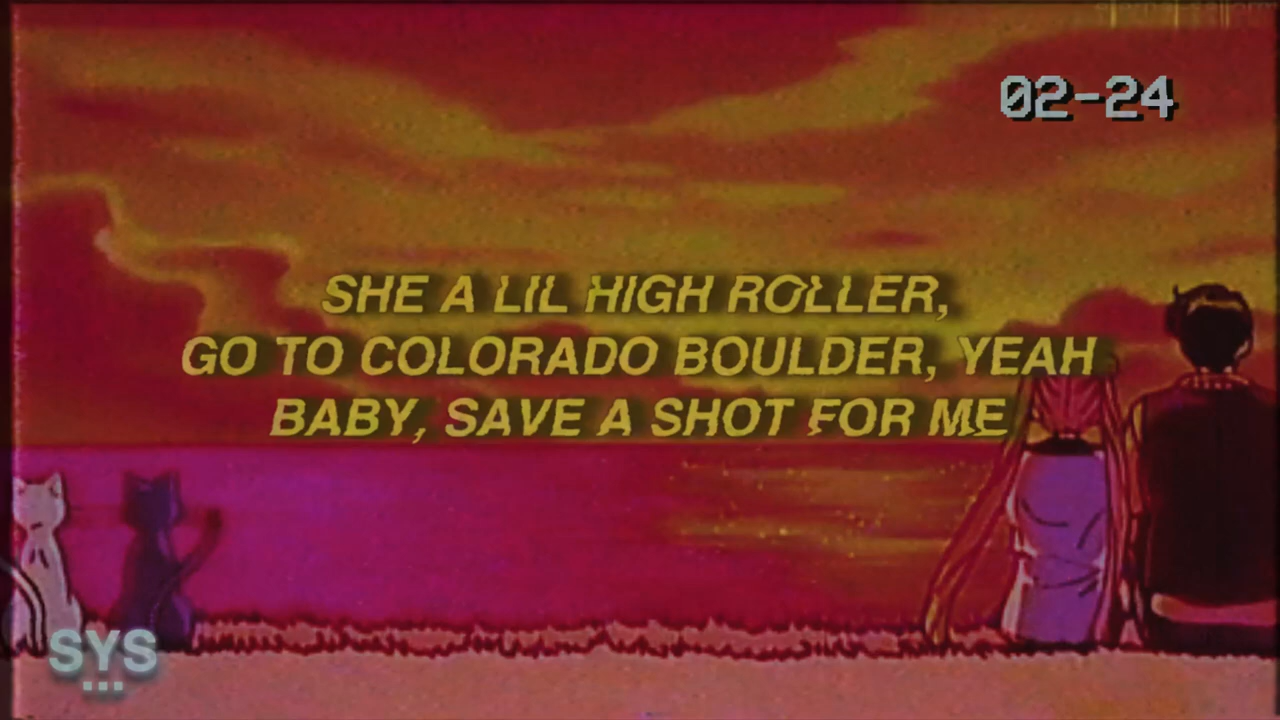 02-24
SHE A LIL HIGH ROLLER,
GO TO COLORADO BOULDER, YEAH
BABY, SAVE A SHOT FOR ME
SYS